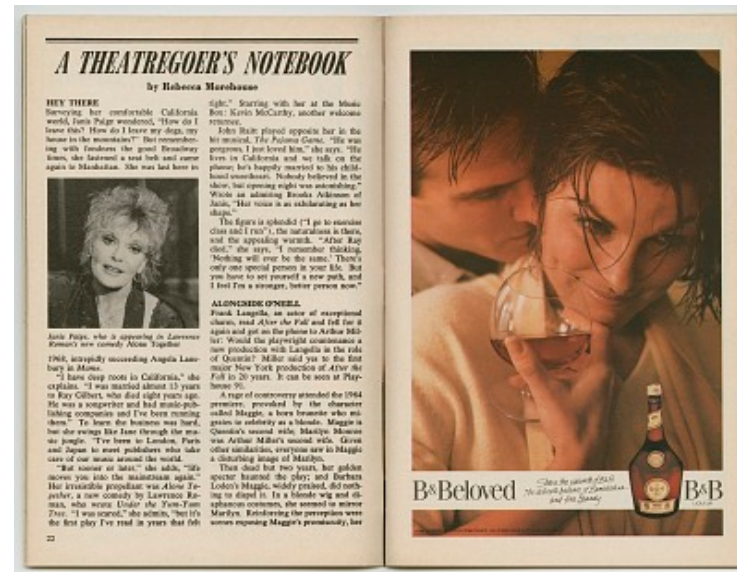 A THEATREGOER'S NOTEBOOK
by Rebecca Morehouse
HEY THERE
Surveying her comfortable California
world, Janis Paige wondered, "How do I
leave this? How do I leave my dogs, my
house in the mountains?" But remember-
ing with fondness the good Broadway
times, she fastened a seat belt and came
again to Manhattan. She was last here in
Janis Paige, who is appearing in Lawrence
Roman's new comedy Alone Together
1968, intrepidly succeeding Angela Lans-
bury in Mame.
"I have deep roots in California," she
explains. "I was married almost 15 years
to Ray Gilbert, who died eight years ago.
He was a songwriter and had music-pub-
lishing companies and I've been running
them." To learn the business was hard,
but she swings like Jane through the mu-
sic jungle. "I've been to London, Paris
and Japan to meet publishers who take
care of our music around the world.
"But sooner or later," she adds, "life
moves you into the mainstream again."
Her irresistible propellant was Alone To-
gether, a new comedy by Lawrence Ro-
man, who wrote Under the Yum-Yum
Tree. "I was scared," she admits, "but it's
the first play I've read in years that felt
22
right." Starring with her at the Music
Box: Kevin McCarthy, another welcome
returnee.
John Raitt played opposite her in the
hit musical, The Pajama Game. "He was
gorgeous, I just loved him," she says. "He
lives in California and we talk on the
phone; he's happily married to his child-
hood sweetheart. Nobody believed in the
show, but opening night was astonishing."
Wrote an admiring Brooks Atkinson of
Janis, "Her voice is as exhilarating as her
shape."
The figure is splendid ("I go to exercise
class and I run"), the naturalness is there,
and the appealing warmth. "After Ray
died," she says, "I remember thinking,
'Nothing will ever be the same.' There's
only one special person in your life. But
you have to set yourself a new path, and
I feel I'm a stronger, better person now."
ALONGSIDE O'NEILL
Frank Langella, an actor of exceptional
charm, read After the Fall and fell for it
again and got on the phone to Arthur Mil-
ler: Would the playwright countenance a
new production with Langella in the role
of Quentin? Miller said yes to the first
major New York production of After the
Fall in 20 years. It can be seen at Play-
house 91.
A rage of controversy attended the 1964
premiere, provoked by the character
called Maggie, a born brunette who mi-
grates to celebrity as a blonde. Maggie is
Quentin's second wife; Marilyn Monroe
was Arthur Miller's second wife. Given
other similarities, everyone saw in Maggie
a disturbing image of Marilyn.
Then dead but two years, her golden
specter haunted the play; and Barbara
Loden's Maggie, widely praised, did noth-
ing to dispel it. In a blonde wig and di-
aphanous costumes, she seemed to mirror
Marilyn. Reinforcing the perception were
scenes exposing Maggie's promiscuity, her
B&Beloved
Share the warmth of B&B
The delicate balance of Benedictine
and fine brandy
B&B
LIQUEUR